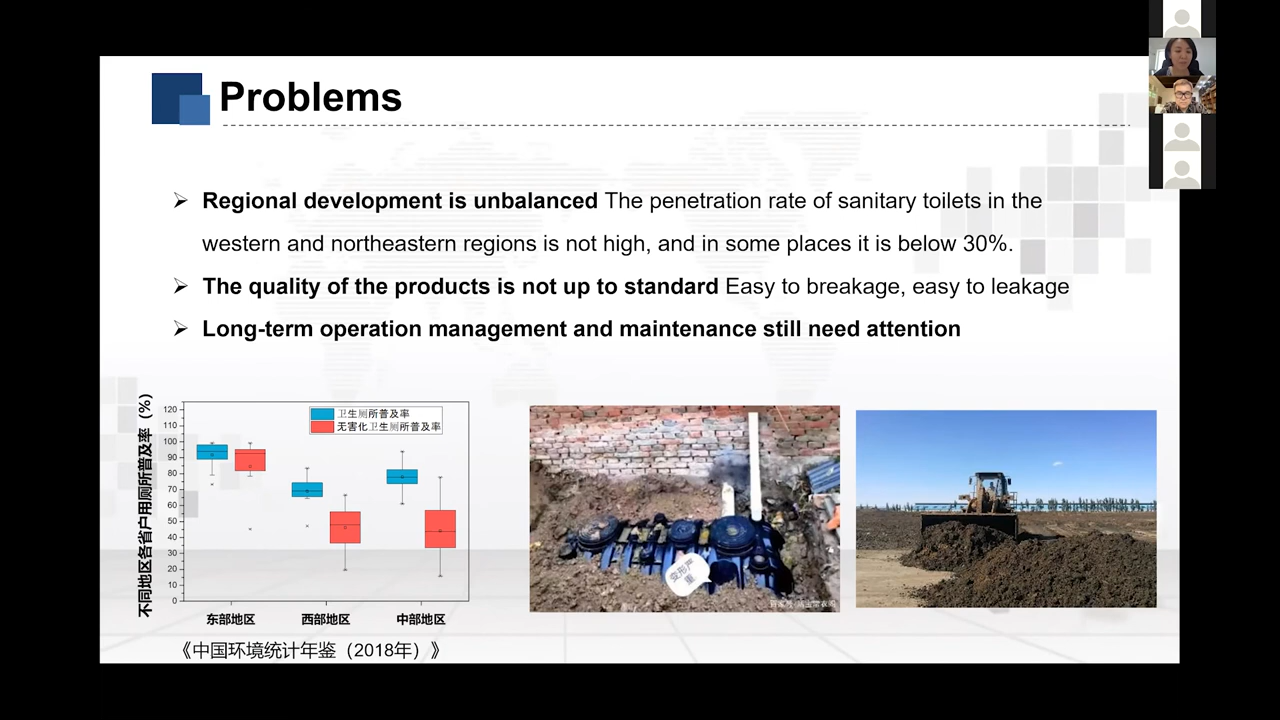 Problems
Regional development is unbalanced The penetration rate of sanitary toilets in the
western and northeastern regions is not high, and in some places it is below 30%.
The quality of the products is not up to standard Easy to breakage, easy to leakage
Long-term operation management and maintenance still need attention
不同地区各省户用厕所普及率（%）
120
110
100
90
80
70
60
50
40
30
20
10
0
卫生厕所普及率
无害化卫生厕所普及率
东部地区 西部地区 中部地区
《中国环境统计年鉴（2018年）》
变形严
重